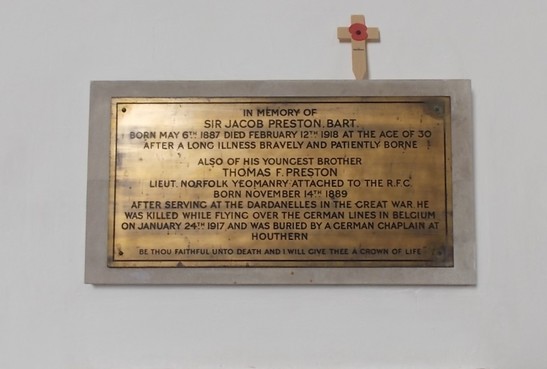 IN MEMORY OF
SIR JACOB PRESTON. BART.
BORN MAY 6TH 1887 DIED FEBRUARY 12TH 1918 AT THE AGE OF 30
AFTER A LONG ILLNESS BRAVELY AND PATIENTLY BORNE
ALSO OF HIS YOUNGEST BROTHER
THOMAS F. PRESTON
LIEUT. NORFOLK YEOMANRY ATTACHED TO THE R.F.C.
BORN NOVEMBER 14TH 1889
AFTER SERVING AT THE DARDANELLES IN THE GREAT WAR HE
WAS KILLED WHILE FLYING OVER THE GERMAN LINES IN BELGIUM
ON JANUARY 24TH 1917 AND WAS BURIED BY A GERMAN CHAPLAIN AT
HOUTHERN
BE THOU FAITHFUL UNTO DEATH AND I WILL GIVE THEE A CROWN OF LIFE